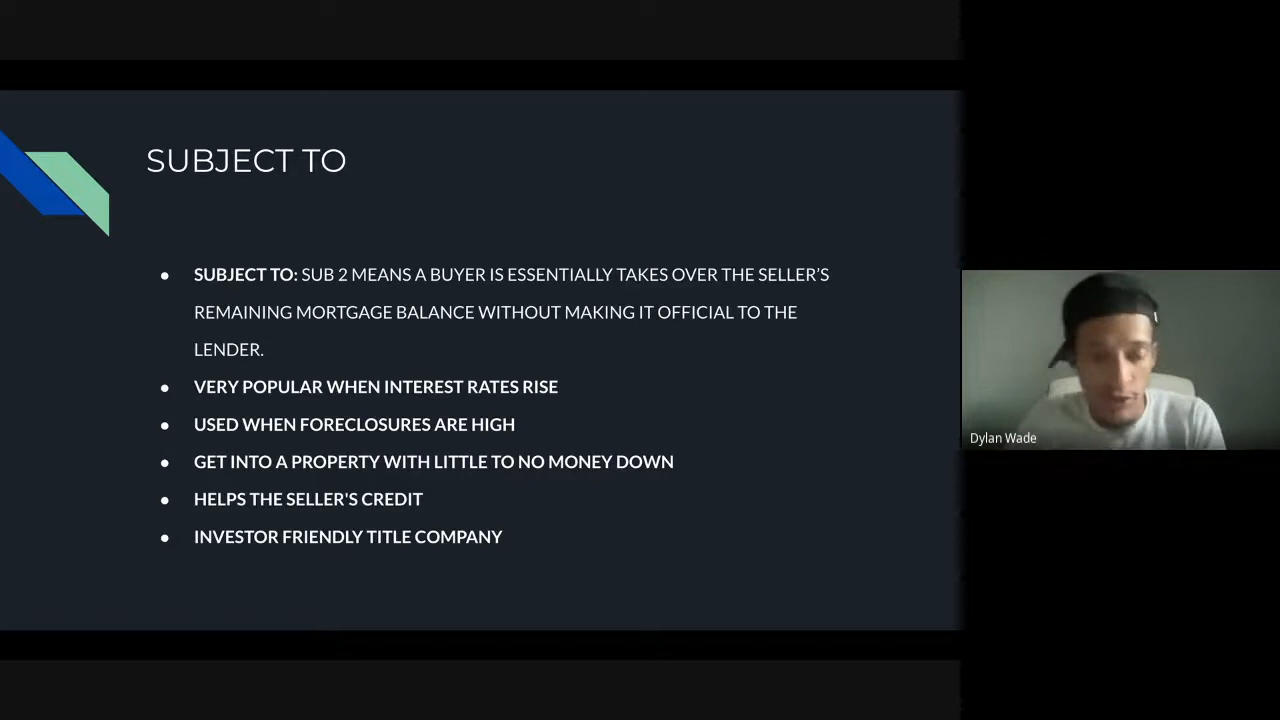 SUBJECT TO
● SUBJECT TO: SUB 2 MEANS A BUYER IS ESSENTIALLY TAKES OVER THE SELLER’S
REMAINING MORTGAGE BALANCE WITHOUT MAKING IT OFFICIAL TO THE
LENDER.
● VERY POPULAR WHEN INTEREST RATES RISE
● USED WHEN FORECLOSURES ARE HIGH
● GET INTO A PROPERTY WITH LITTLE TO NO MONEY DOWN
● HELPS THE SELLER'S CREDIT
● INVESTOR FRIENDLY TITLE COMPANY
Dylan Wade